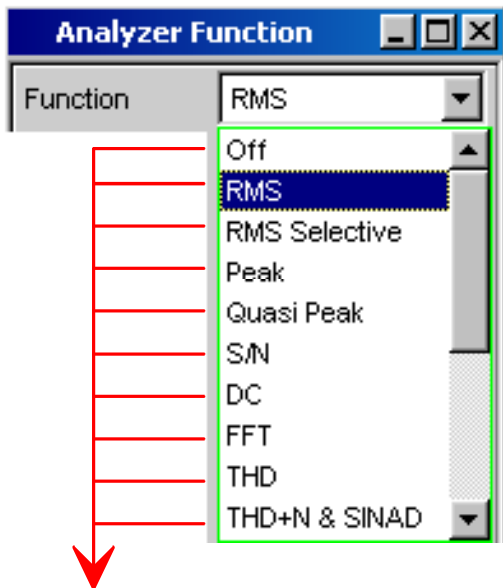 Analyzer Function
Function RMS
Off
RMS
RMS Selective
Peak
Quasi Peak
S/N
DC
FFT
THD
THD+N & SINAD